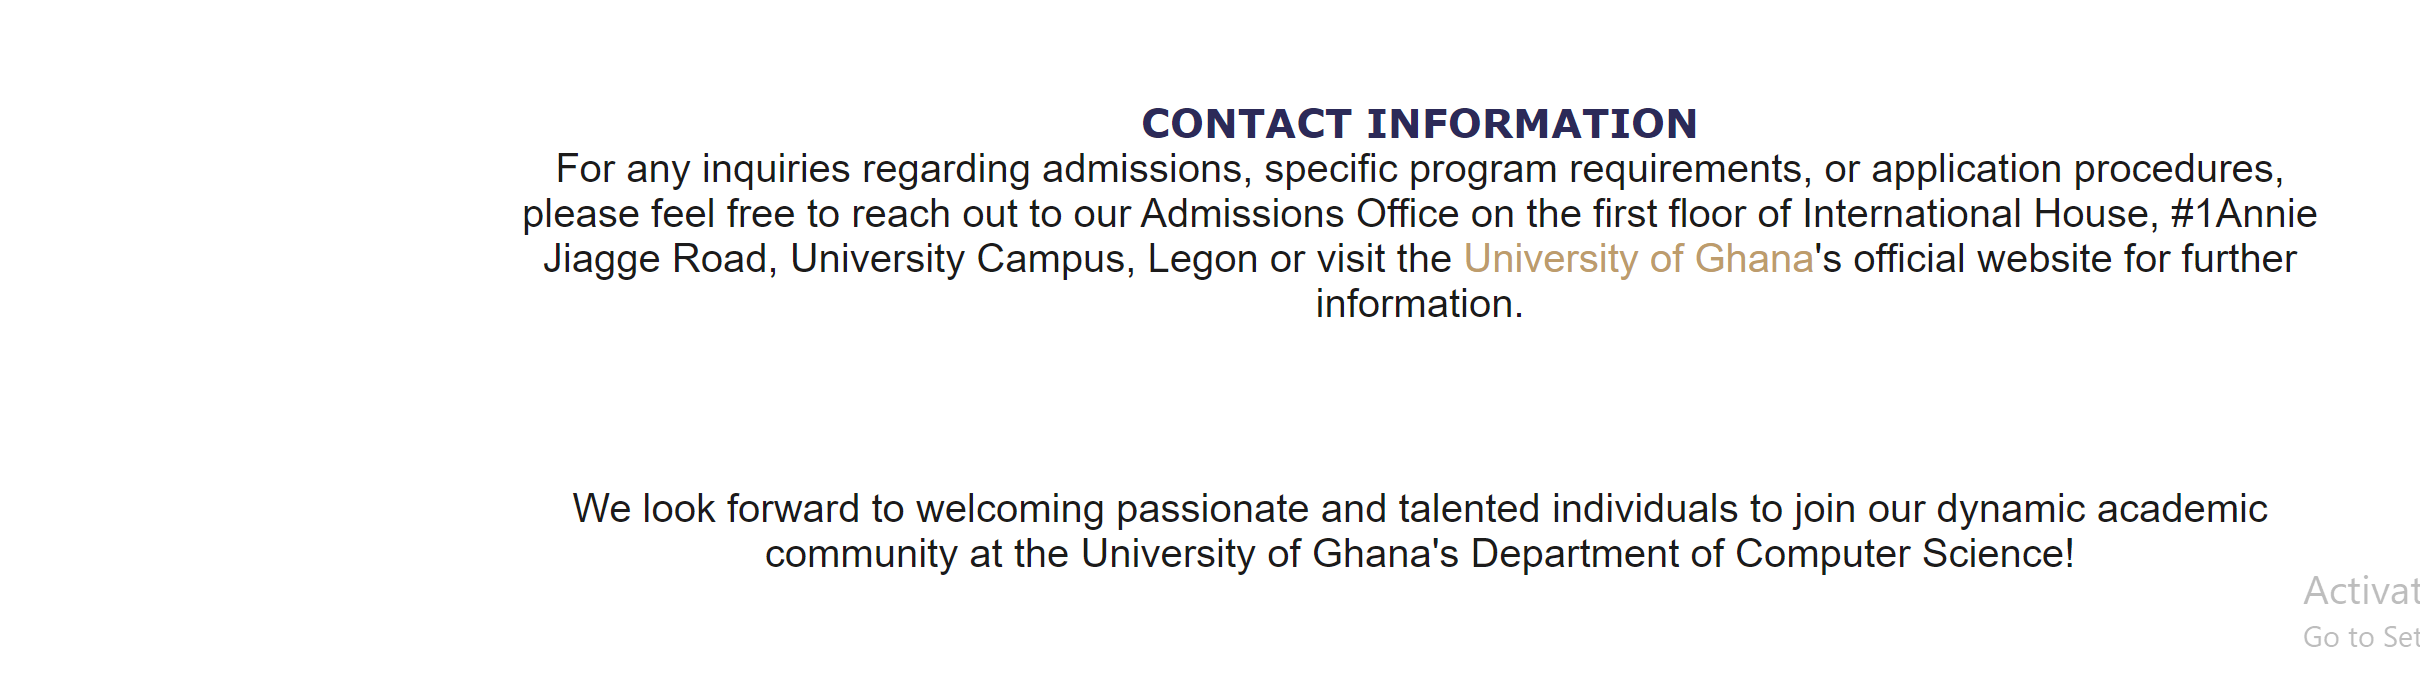 CONTACT INFORMATION
For any inquiries regarding admissions, specific program requirements, or application procedures,
please feel free to reach out to our Admissions Office on the first floor of International House, #1Annie
Jiagge Road, University Campus, Legon or visit the University of Ghana's official website for further
information.
We look forward to welcoming passionate and talented individuals to join our dynamic academic
community at the University of Ghana's Department of Computer Science!
Activat
Go to Set